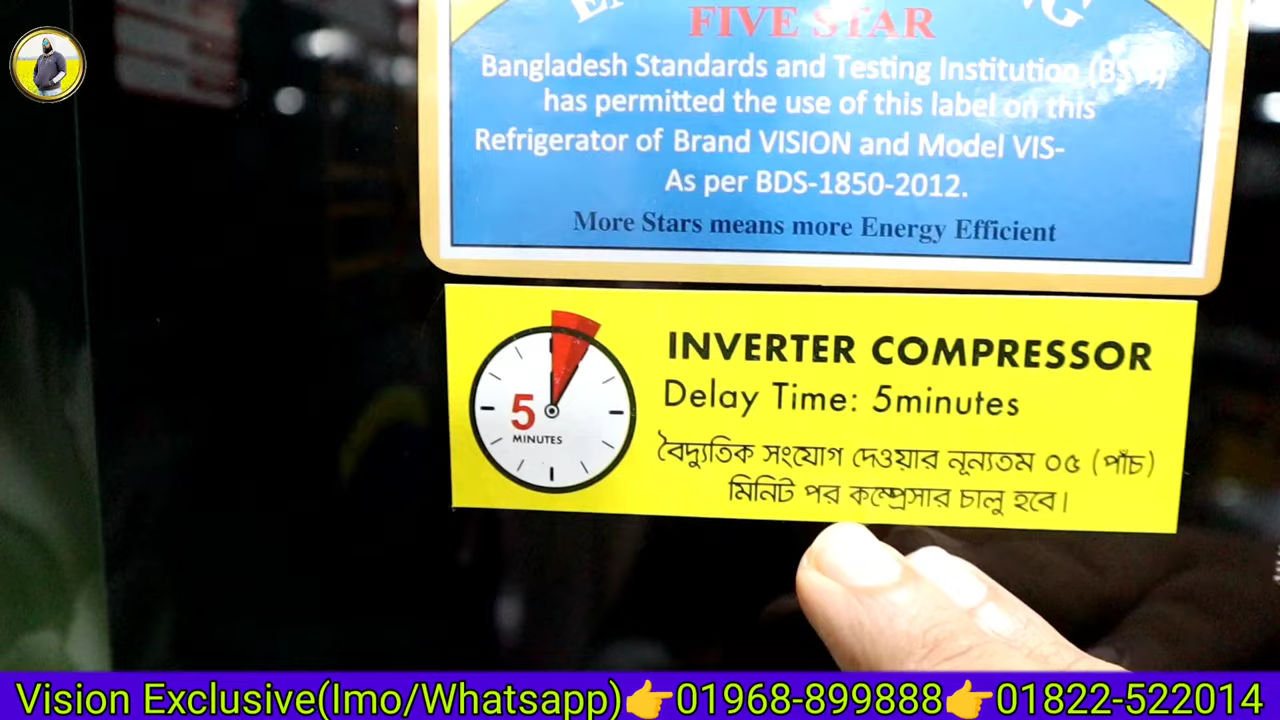 FIVE STAR
Bangladesh Standards and Testing Institution (BSTI)
has permitted the use of this label on this
Refrigerator of Brand VISION and Model VIS-
As per BDS-1850-2012.
More Stars means more Energy Efficient
INVERTER COMPRESSOR
Delay Time: 5minutes
5
MINUTES
বৈদ্যুতিক সংযোগ দেওয়ার নূন্যতম ০৫ (পাঁচ)
মিনিট পর কম্প্রেসার চালু হবে।
Vision Exclusive(Imo/Whatsapp)👉01968-899888👉01822-522014